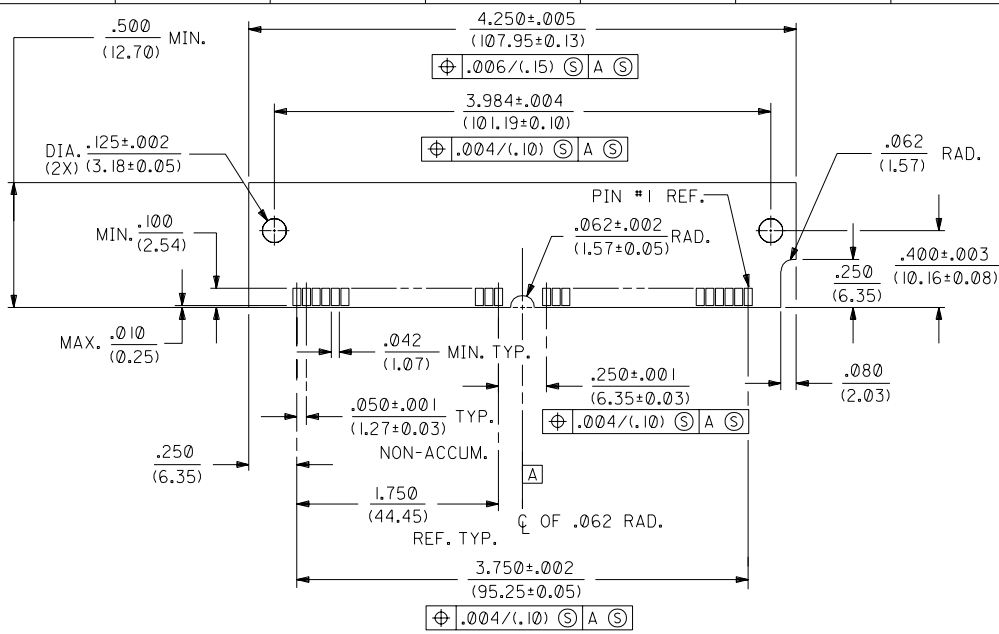 .500 MIN.
(12.70)
4.250±.005
(107.95±0.13)
⌖ .006/(.15) Ⓢ A Ⓢ
3.984±.004
(101.19±0.10)
⌖ .004/(.10) Ⓢ A Ⓢ
DIA. .125±.002
(2X) (3.18±0.05)
.062 RAD.
(1.57)
PIN #1 REF.
MIN. .100
(2.54)
.062±.002 RAD.
(1.57±0.05)
.400±.003
(10.16±0.08)
.250
(6.35)
MAX. .010
(0.25)
.042 MIN. TYP.
(1.07)
.250±.001
(6.35±0.03)
⌖ .004/(.10) Ⓢ A Ⓢ
.080
(2.03)
.050±.001 TYP.
(1.27±0.03)
NON-ACCUM.
.250
(6.35)
A
1.750
(44.45)
REF. TYP.
℄ OF .062 RAD.
3.750±.002
(95.25±0.05)
⌖ .004/(.10) Ⓢ A Ⓢ